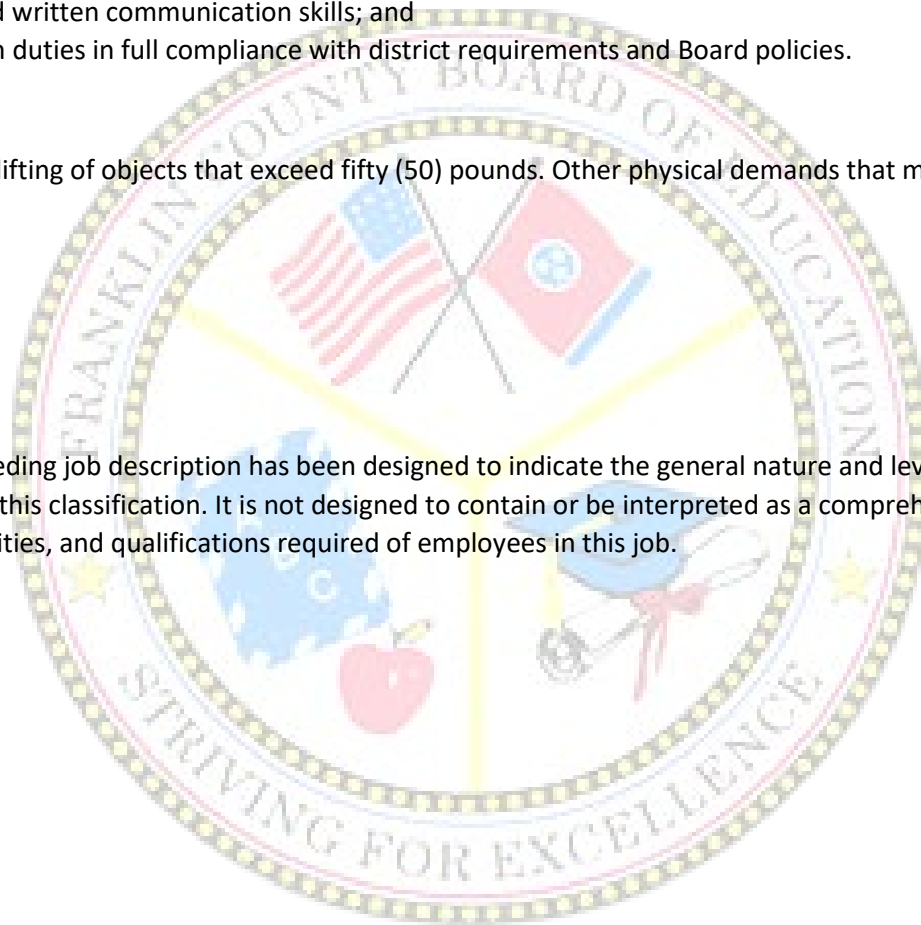 d written communication skills; and
n duties in full compliance with district requirements and Board policies.
lifting of objects that exceed fifty (50) pounds. Other physical demands that m
eding job description has been designed to indicate the general nature and lev
this classification. It is not designed to contain or be interpreted as a compreh
ities, and qualifications required of employees in this job.
FRANKLIN COUNTY BOARD OF EDUCATION
A B C
STRIVING FOR EXCELLENCE